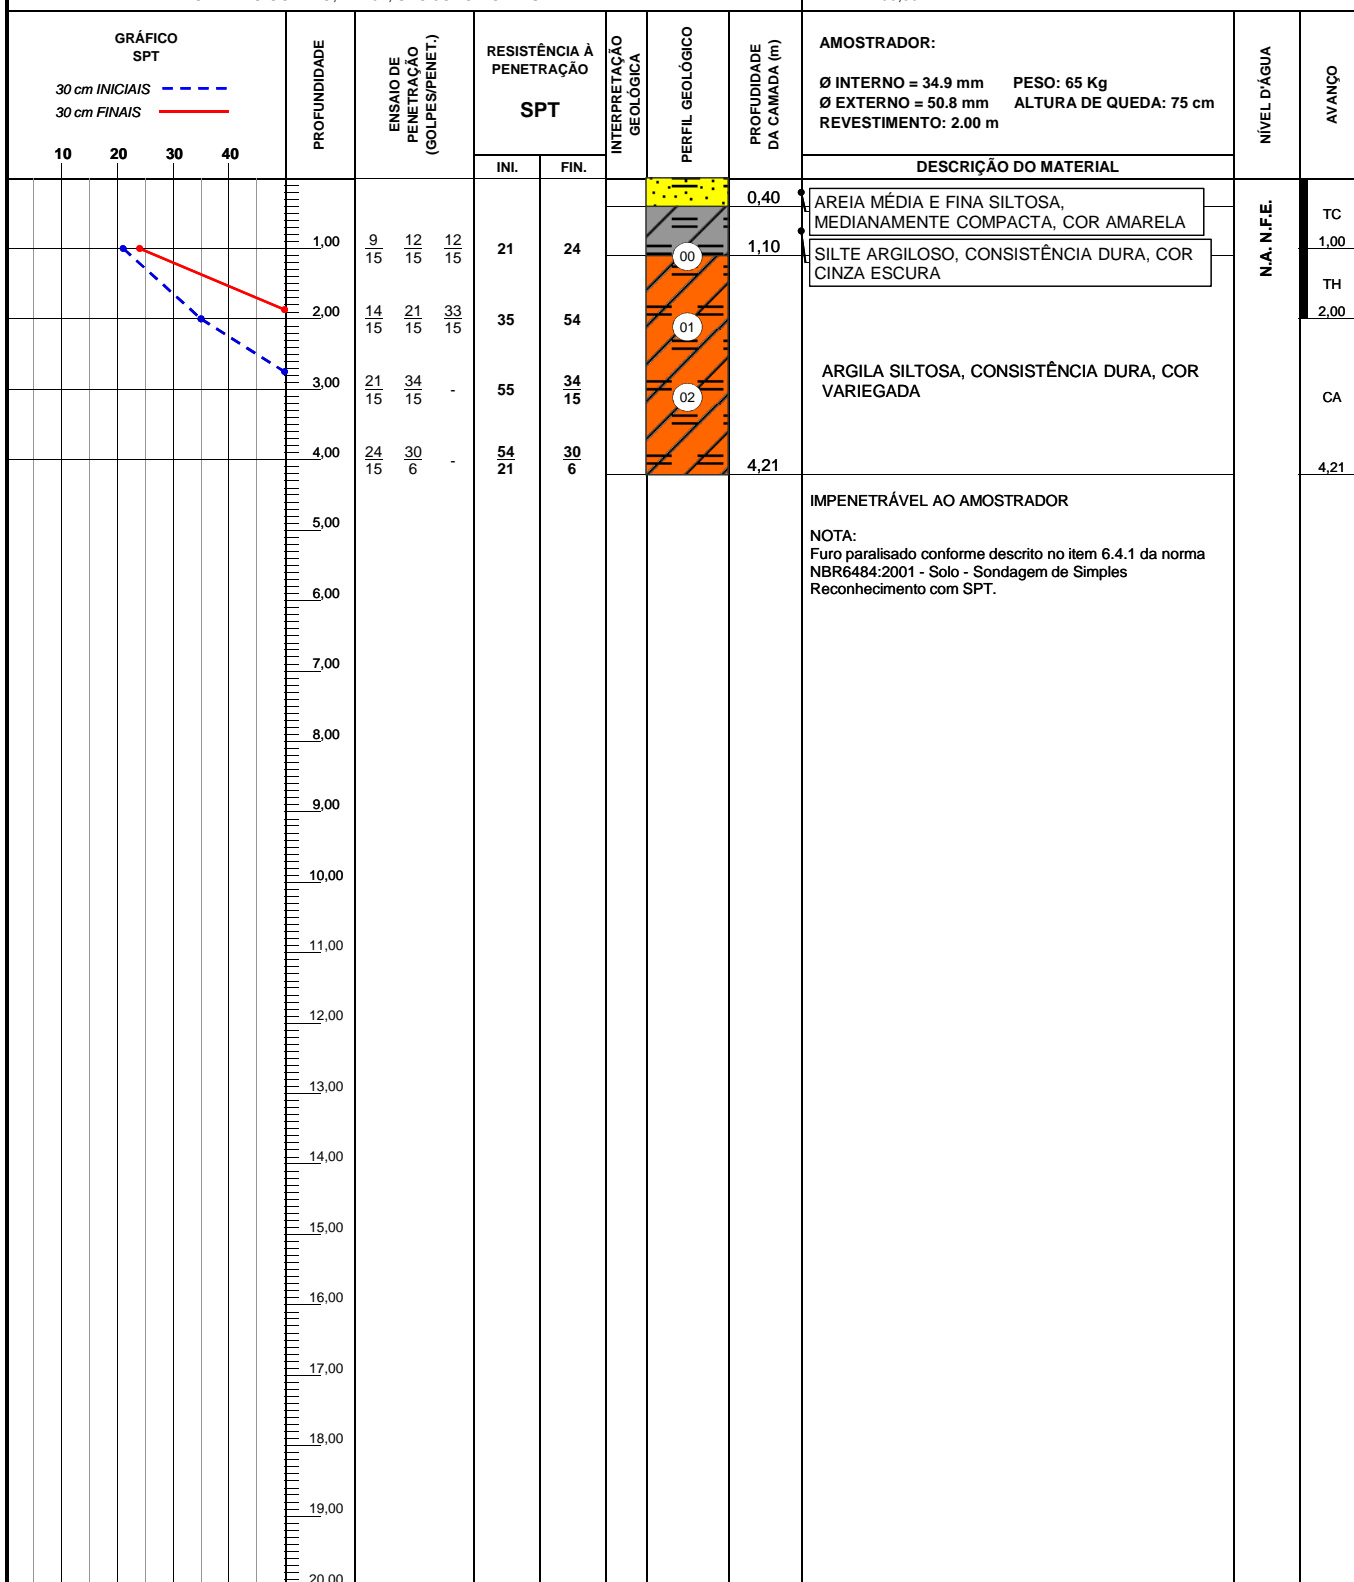 GRÁFICO
SPT
30 cm INICIAIS
30 cm FINAIS
10 20 30 40
PROFUNDIDADE
ENSAIO DE
PENETRAÇÃO
(GOLPES/PENET.)
RESISTÊNCIA À
PENETRAÇÃO
SPT
INI. FIN.
INTERPRETAÇÃO
GEOLÓGICA
PERFIL GEOLÓGICO
PROFUDIDADE
DA CAMADA (m)
AMOSTRADOR:
Ø INTERNO = 34.9 mm PESO: 65 Kg
Ø EXTERNO = 50.8 mm ALTURA DE QUEDA: 75 cm
REVESTIMENTO: 2.00 m
DESCRIÇÃO DO MATERIAL
NÍVEL D'ÁGUA
AVANÇO
0,40
AREIA MÉDIA E FINA SILTOSA,
MEDIANAMENTE COMPACTA, COR AMARELA
N.A. N.F.E.
TC
1,00
1,00 9/15 12/15 12/15 21 24
00
1,10
SILTE ARGILOSO, CONSISTÊNCIA DURA, COR
CINZA ESCURA
TH
2,00
2,00 14/15 21/15 33/15 35 54
01
ARGILA SILTOSA, CONSISTÊNCIA DURA, COR
VARIEGADA
3,00 21/15 34/15 - 55 34/15
02
CA
4,00 24/15 30/6 - 54/21 30/6
4,21
4,21
IMPENETRÁVEL AO AMOSTRADOR
NOTA:
Furo paralisado conforme descrito no item 6.4.1 da norma
NBR6484:2001 - Solo - Sondagem de Simples
Reconhecimento com SPT.
5,00
6,00
7,00
8,00
9,00
10,00
11,00
12,00
13,00
14,00
15,00
16,00
17,00
18,00
19,00
20,00